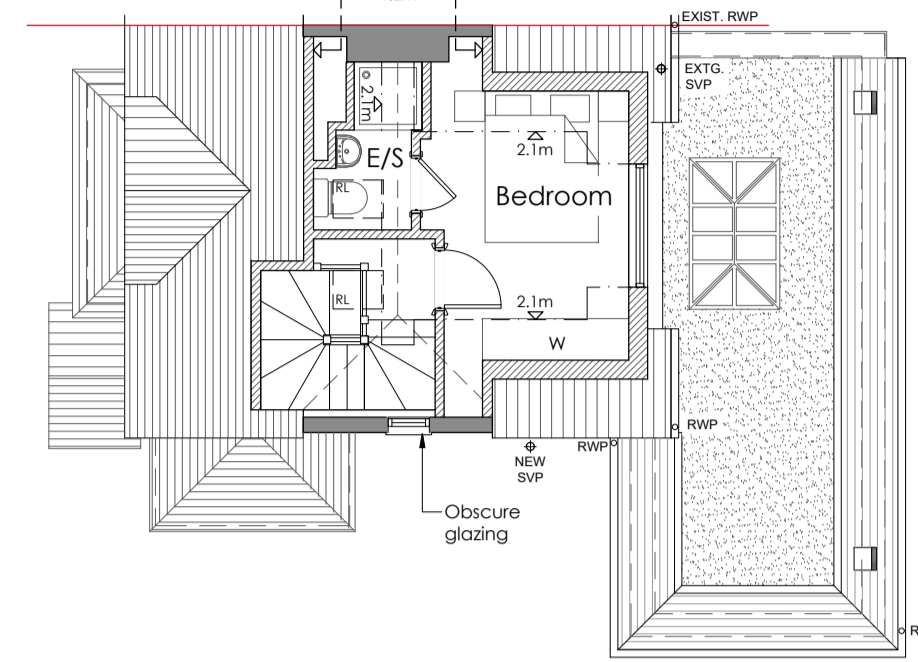 EXIST. RWP
EXTG.
SVP
2.1m
E/S
2.1m
RL
Bedroom
RL
2.1m
W
RWP
RWP
NEW
SVP
Obscure
glazing
R